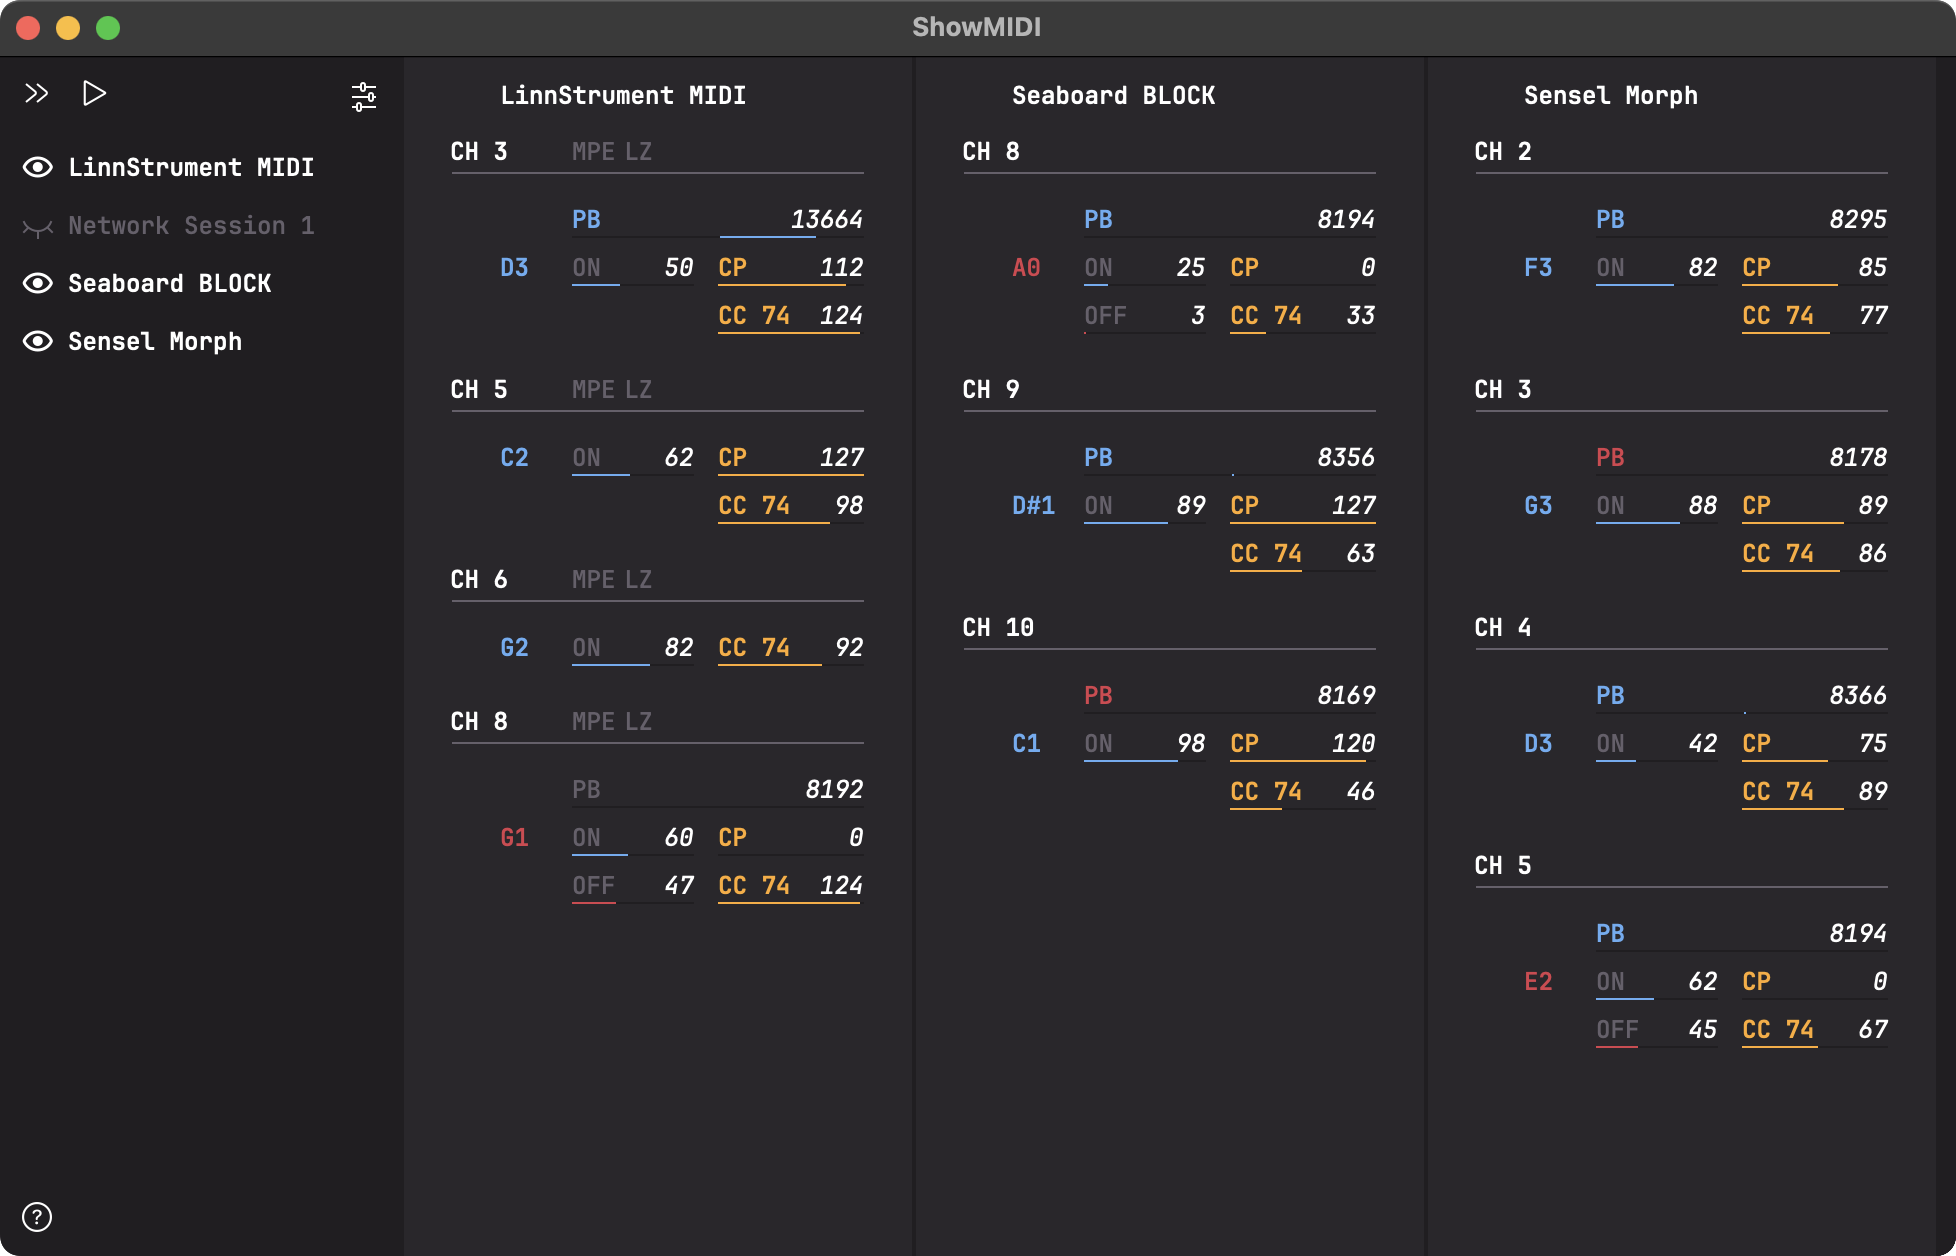 ShowMIDI
LinnStrument MIDI
Network Session 1
Seaboard BLOCK
Sensel Morph
?
LinnStrument MIDI
CH 3 MPE LZ
PB 13664
D3 ON 50 CP 112
CC 74 124
CH 5 MPE LZ
C2 ON 62 CP 127
CC 74 98
CH 6 MPE LZ
G2 ON 82 CC 74 92
CH 8 MPE LZ
PB 8192
G1 ON 60 CP 0
OFF 47 CC 74 124
Seaboard BLOCK
CH 8
PB 8194
A0 ON 25 CP 0
OFF 3 CC 74 33
CH 9
PB 8356
D#1 ON 89 CP 127
CC 74 63
CH 10
PB 8169
C1 ON 98 CP 120
CC 74 46
Sensel Morph
CH 2
PB 8295
F3 ON 82 CP 85
CC 74 77
CH 3
PB 8178
G3 ON 88 CP 89
CC 74 86
CH 4
PB 8366
D3 ON 42 CP 75
CC 74 89
CH 5
PB 8194
E2 ON 62 CP 0
OFF 45 CC 74 67